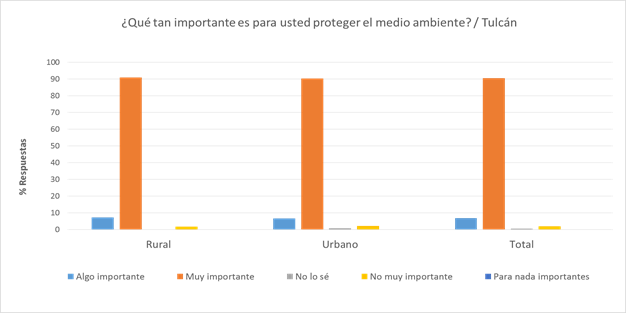 ¿Qué tan importante es para usted proteger el medio ambiente? / Tulcán
% Respuestas
100
90
80
70
60
50
40
30
20
10
0
Rural Urbano Total
Algo importante Muy importante No lo sé No muy importante Para nada importantes